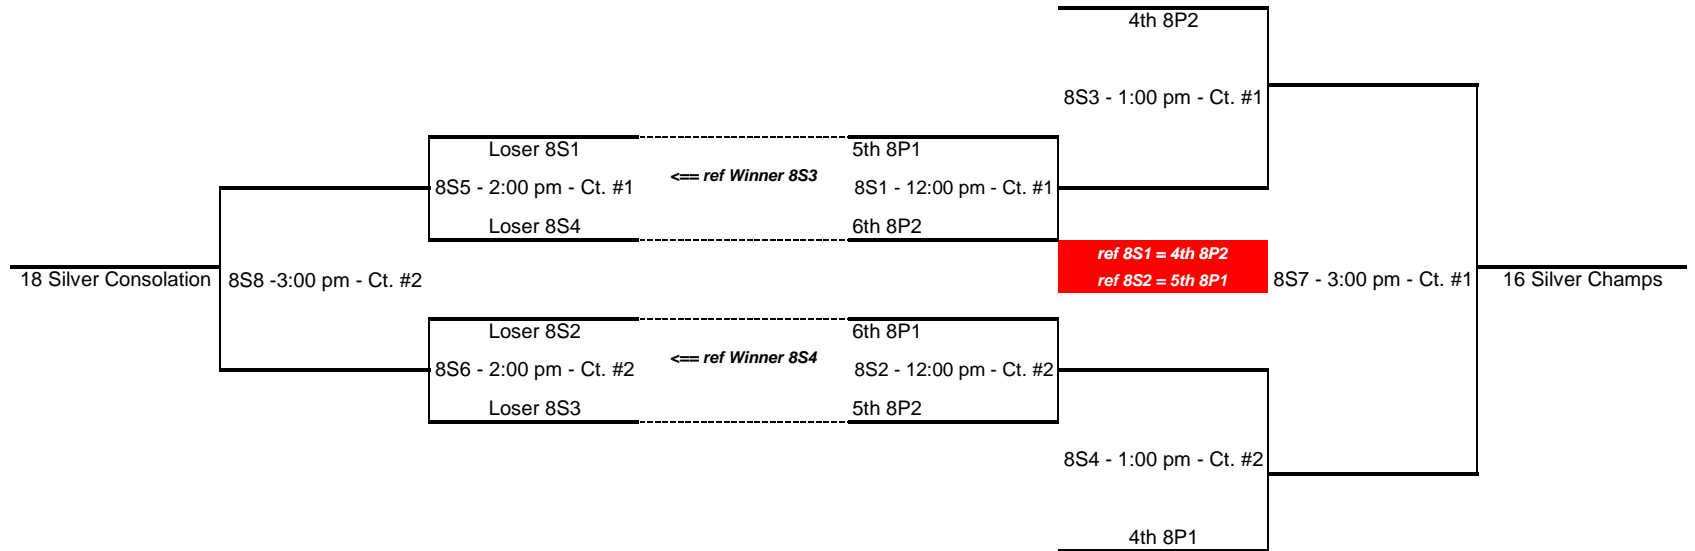 4th 8P2
8S3 - 1:00 pm - Ct. #1
Loser 8S1
5th 8P1
<== ref Winner 8S3
8S5 - 2:00 pm - Ct. #1
8S1 - 12:00 pm - Ct. #1
Loser 8S4
6th 8P2
ref 8S1 = 4th 8P2
ref 8S2 = 5th 8P1
18 Silver Consolation
8S8 -3:00 pm - Ct. #2
8S7 - 3:00 pm - Ct. #1
16 Silver Champs
Loser 8S2
6th 8P1
<== ref Winner 8S4
8S6 - 2:00 pm - Ct. #2
8S2 - 12:00 pm - Ct. #2
Loser 8S3
5th 8P2
8S4 - 1:00 pm - Ct. #2
4th 8P1